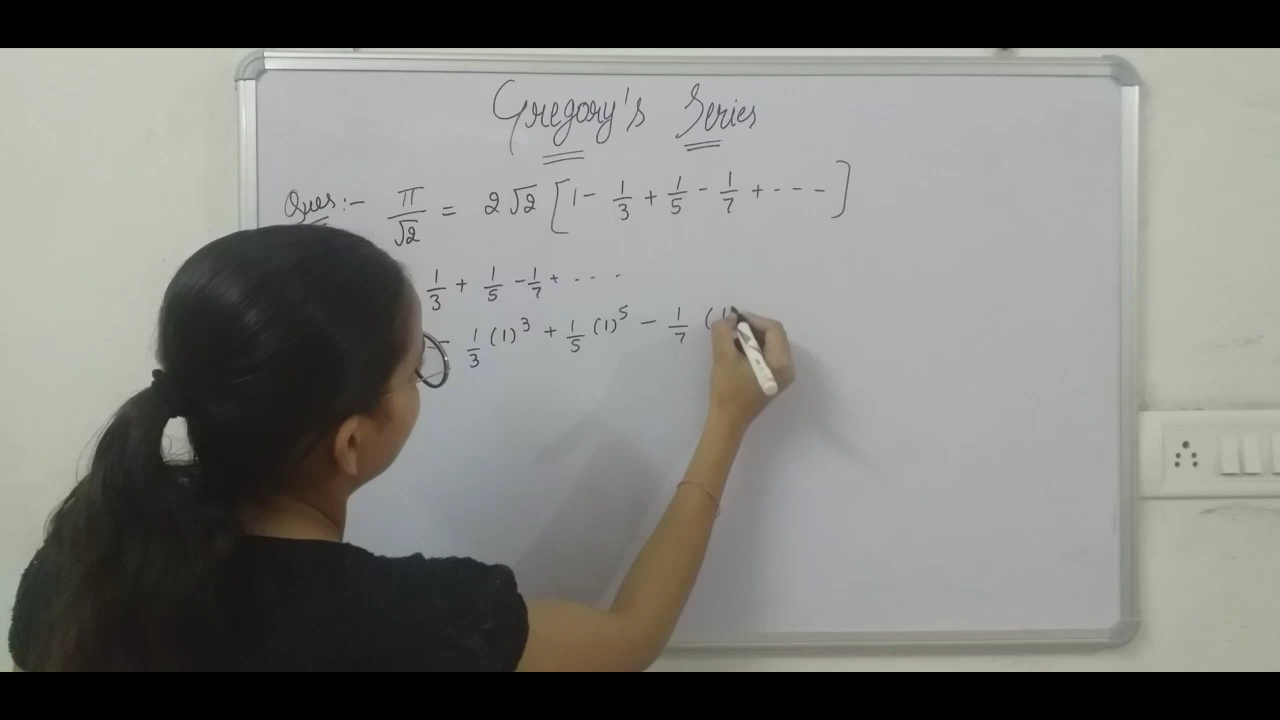 Gregory's Series
Ques:- π/√2 = 2√2 [1 - 1/3 + 1/5 - 1/7 + - - -]
1/3 + 1/5 - 1/7 + - - -
- 1/3 (1)^3 + 1/5 (1)^5 - 1/7 (1